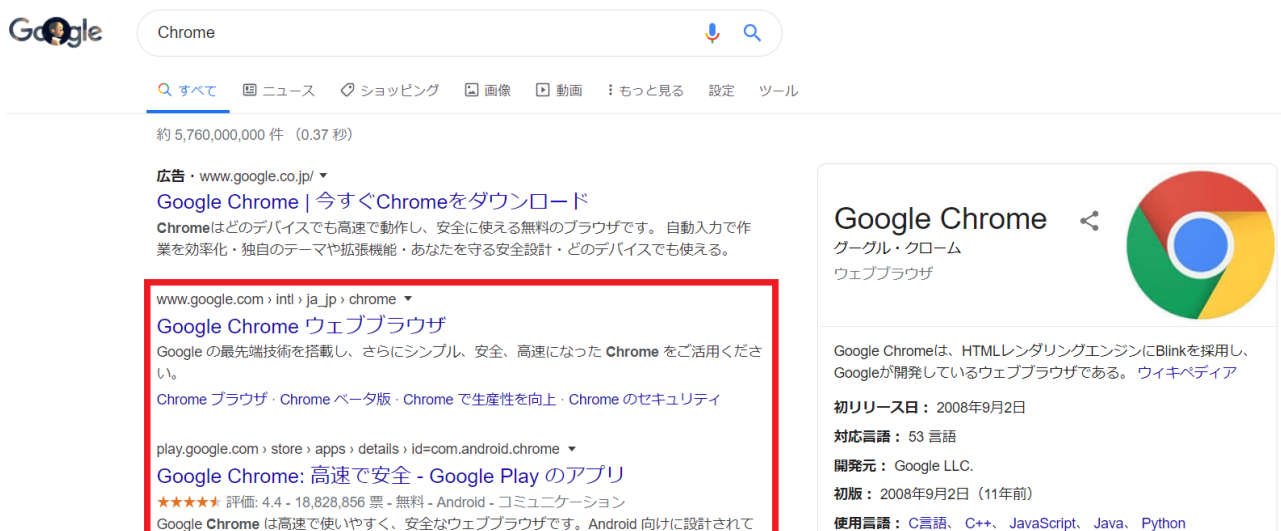 Google
Chrome
すべて ニュース ショッピング 画像 動画 もっと見る 設定 ツール
約 5,760,000,000 件 （0.37 秒）
広告・www.google.co.jp/
Google Chrome | 今すぐChromeをダウンロード
Chromeはどのデバイスでも高速で動作し、安全に使える無料のブラウザです。 自動入力で作
業を効率化・独自のテーマや拡張機能・あなたを守る安全設計・どのデバイスでも使える。
www.google.com › intl › ja_jp › chrome
Google Chrome ウェブブラウザ
Google の最先端技術を搭載し、さらにシンプル、安全、高速になった Chrome をご活用くださ
い。
Chrome ブラウザ · Chrome ベータ版 · Chrome で生産性を向上 · Chrome のセキュリティ
play.google.com › store › apps › details › id=com.android.chrome
Google Chrome: 高速で安全 - Google Play のアプリ
★★★★★ 評価: 4.4 - 18,828,856 票 - 無料 - Android - コミュニケーション
Google Chrome は高速で使いやすく、安全なウェブブラウザです。Android 向けに設計されて
Google Chrome
グーグル・クローム
ウェブブラウザ
Google Chromeは、HTMLレンダリングエンジンにBlinkを採用し、
Googleが開発しているウェブブラウザである。 ウィキペディア
初リリース日： 2008年9月2日
対応言語： 53 言語
開発元： Google LLC.
初版： 2008年9月2日（11年前）
使用言語： C言語、 C++、 JavaScript、 Java、 Python